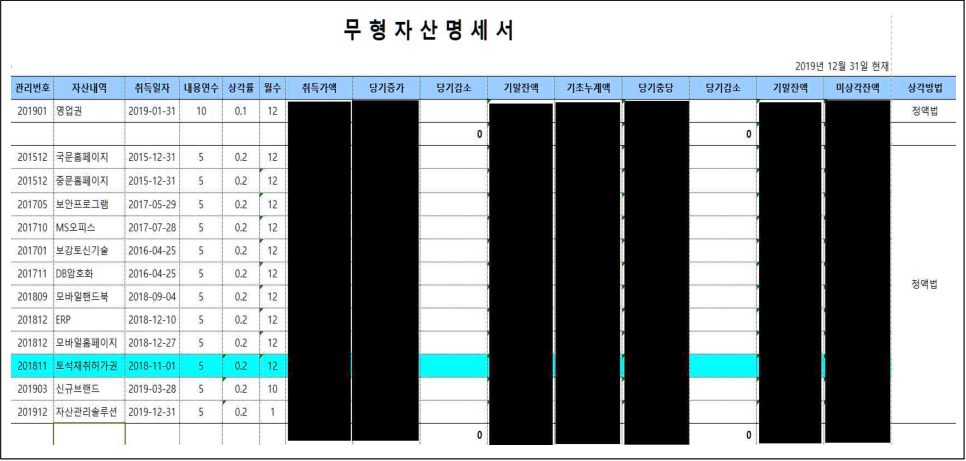 무형자산명세서
2019년 12월 31일 현재
관리번호 자산내역 취득일자 내용연수 상각률 월수 취득가액 당기증가 당기감소 기말잔액 기초누계액 당기충당 당기감소 기말잔액 미상각잔액 상각방법
201901 영업권 2019-01-31 10 0.1 12 정액법
0 0
201512 국문홈페이지 2015-12-31 5 0.2 12
201512 중문홈페이지 2015-12-31 5 0.2 12
201705 보안프로그램 2017-05-29 5 0.2 12
201710 MS오피스 2017-07-28 5 0.2 12
201701 보강토신기술 2016-04-25 5 0.2 12
201711 DB암호화 2016-04-25 5 0.2 12
201809 모바일핸드북 2018-09-04 5 0.2 12 정액법
201812 ERP 2018-12-10 5 0.2 12
201812 모바일홈페이지 2018-12-27 5 0.2 12
201811 토석채취허가권 2018-11-01 5 0.2 12
201903 신규브랜드 2019-03-28 5 0.2 10
201912 자산관리솔루션 2019-12-31 5 0.2 1
0 0